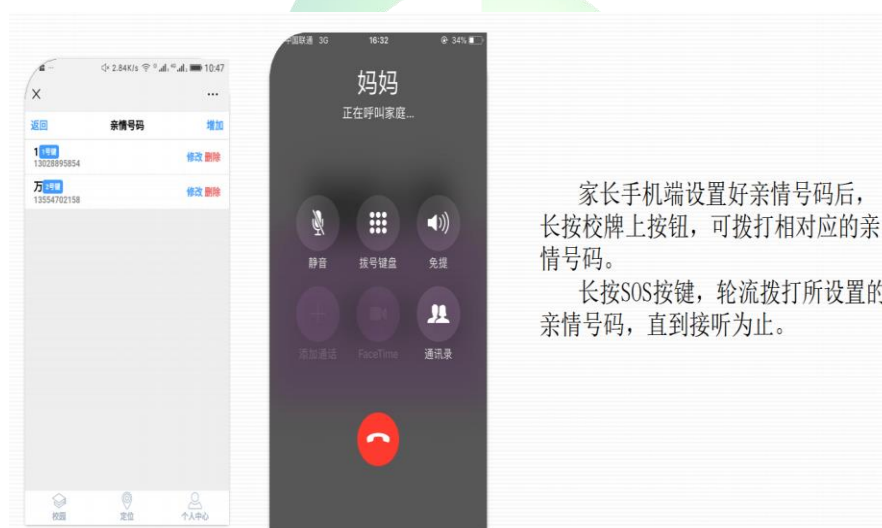 2.84K/s 10:47
返回 亲情号码 增加
1 1号键 修改 删除
13028895854
万 2号键 修改 删除
13554702158
校园 定位 个人中心
中国联通 3G 16:32 34%
妈妈
正在呼叫家庭...
静音 拨号键盘 免提
添加通话 FaceTime 通讯录
家长手机端设置好亲情号码后，
长按校牌上按钮，可拨打相对应的亲
情号码。
长按SOS按键，轮流拨打所设置的
亲情号码，直到接听为止。